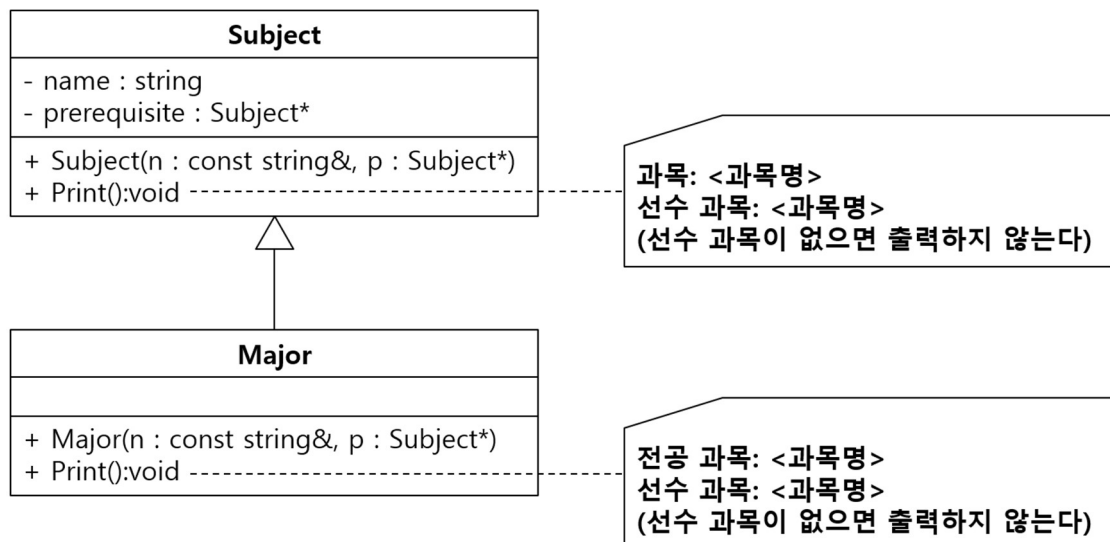 Subject
- name : string
- prerequisite : Subject*
+ Subject(n : const string&, p : Subject*)
+ Print():void
과목: <과목명>
선수 과목: <과목명>
(선수 과목이 없으면 출력하지 않는다)
Major
+ Major(n : const string&, p : Subject*)
+ Print():void
전공 과목: <과목명>
선수 과목: <과목명>
(선수 과목이 없으면 출력하지 않는다)